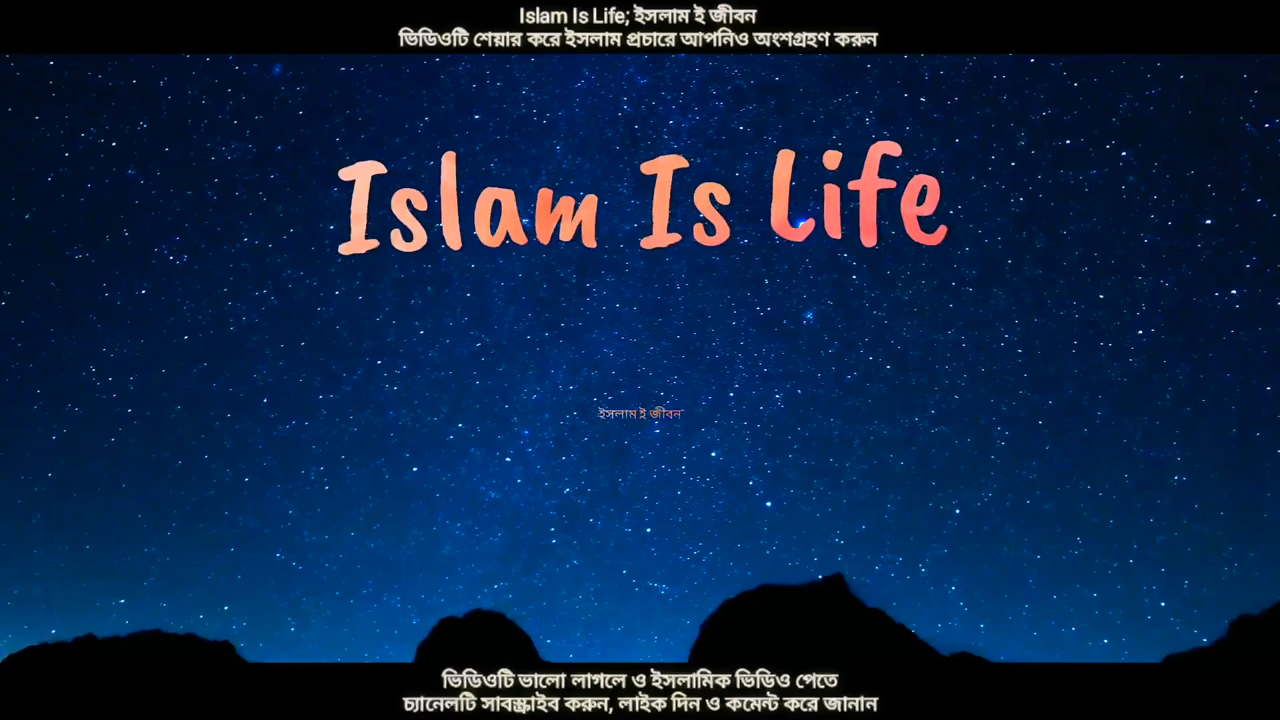 Islam Is Life; ইসলাম ই জীবন
ভিডিওটি শেয়ার করে ইসলাম প্রচারে আপনিও অংশগ্রহণ করুন
Islam Is Life
ইসলাম ই জীবন
ভিডিওটি ভালো লাগলে ও ইসলামিক ভিডিও পেতে
চ্যানেলটি সাবস্ক্রাইব করুন, লাইক দিন ও কমেন্ট করে জানান